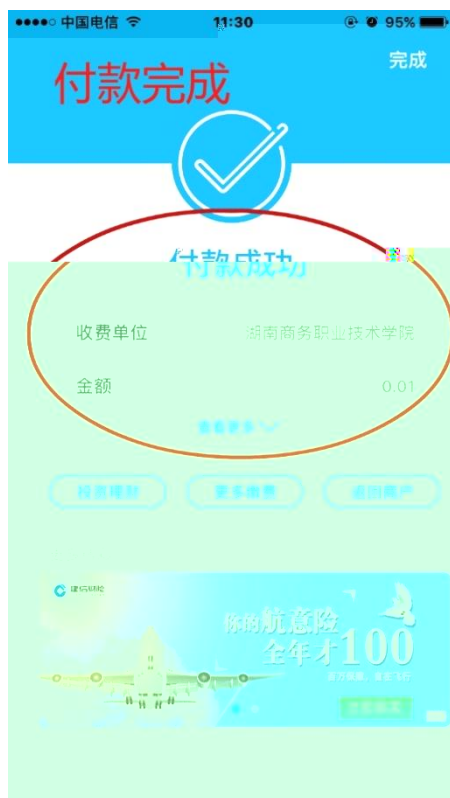 中国电信 11:30 95%
付款完成
完成
付款成功
收费单位 湖南商务职业技术学院
金额 0.01
查看更多
投资理财 更多缴费 返回商户
建信财险
你的航意险
全年才100